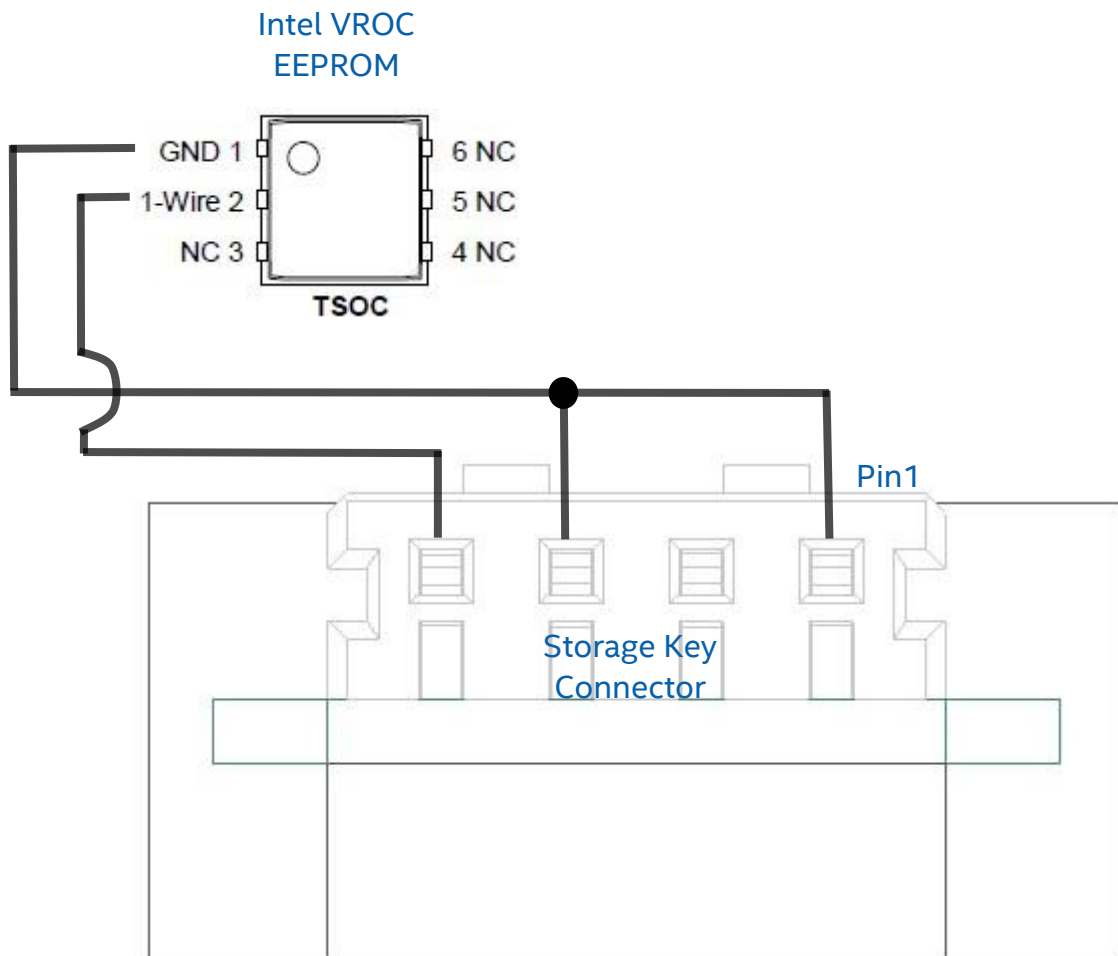 Intel VROC
EEPROM
GND 1
6 NC
1-Wire 2
5 NC
NC 3
4 NC
TSOC
Pin1
Storage Key
Connector